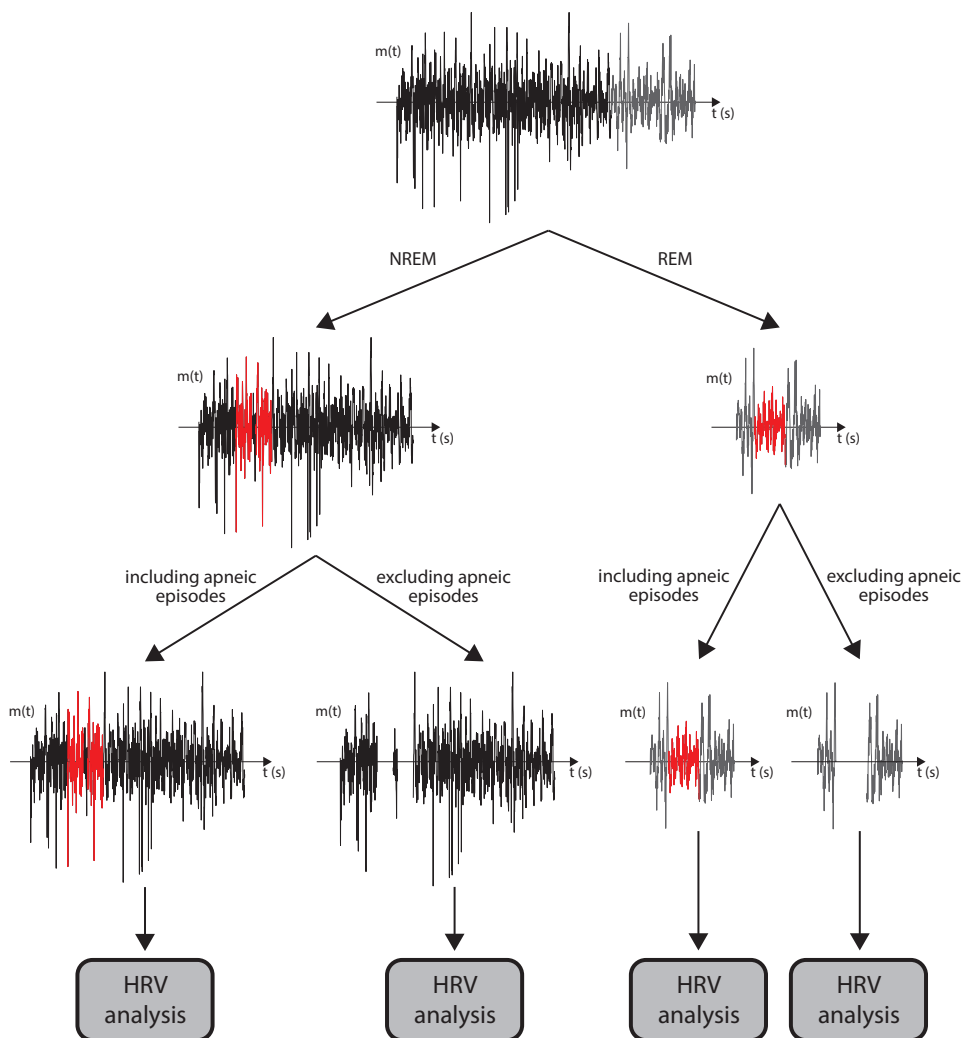 m(t)
t (s)
NREM
REM
m(t)
t (s)
m(t)
t (s)
including apneic
episodes
excluding apneic
episodes
including apneic
episodes
excluding apneic
episodes
m(t)
t (s)
m(t)
t (s)
m(t)
t (s)
m(t)
t (s)
HRV
analysis
HRV
analysis
HRV
analysis
HRV
analysis